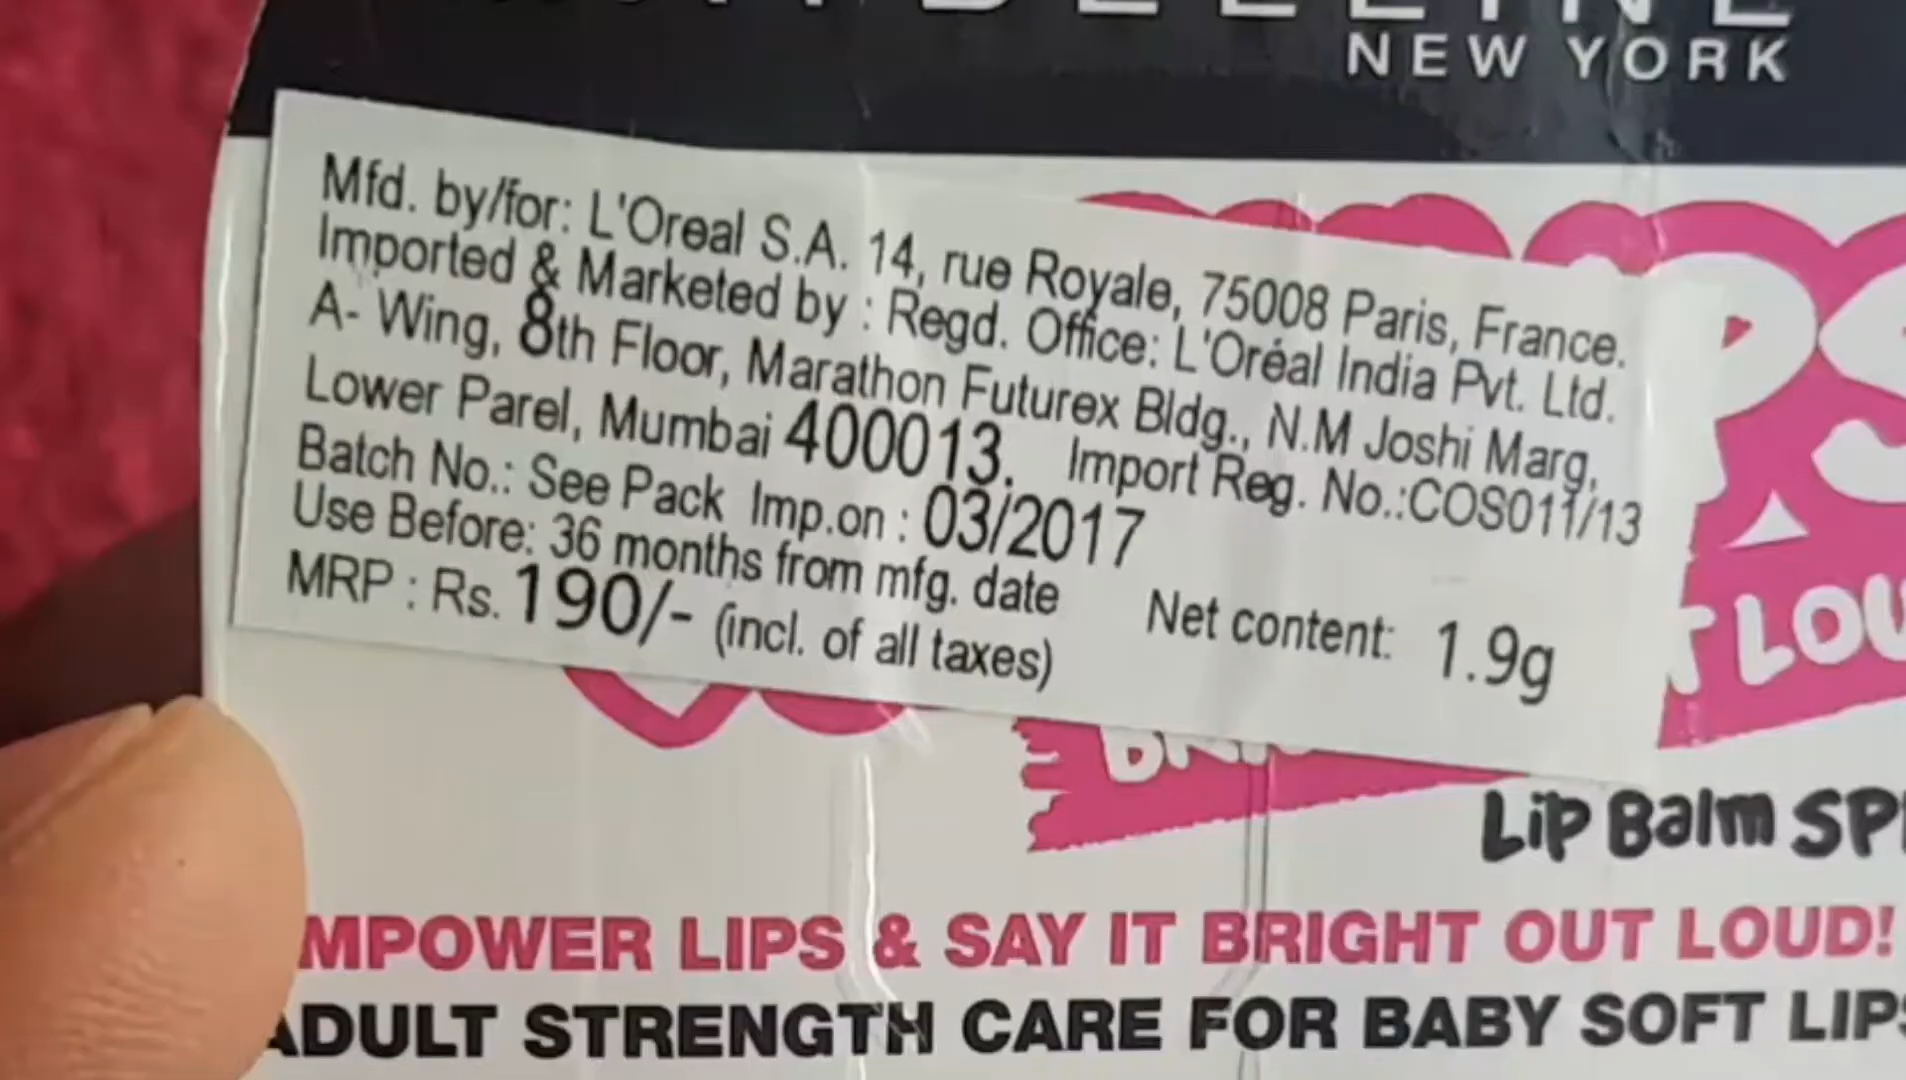 NEW YORK
Mfd. by/for: L'Oreal S.A. 14, rue Royale, 75008 Paris, France.
Imported & Marketed by : Regd. Office: L'Oréal India Pvt. Ltd.
A- Wing, 8th Floor, Marathon Futurex Bldg., N.M Joshi Marg,
Lower Parel, Mumbai 400013. Import Reg. No.:COS011/13
Batch No.: See Pack Imp.on : 03/2017
Use Before: 36 months from mfg. date
Net content: 1.9g
MRP : Rs. 190/- (incl. of all taxes)
Lip Balm
MPOWER LIPS & SAY IT BRIGHT OUT LOUD!
ADULT STRENGTH CARE FOR BABY SOFT LIPS